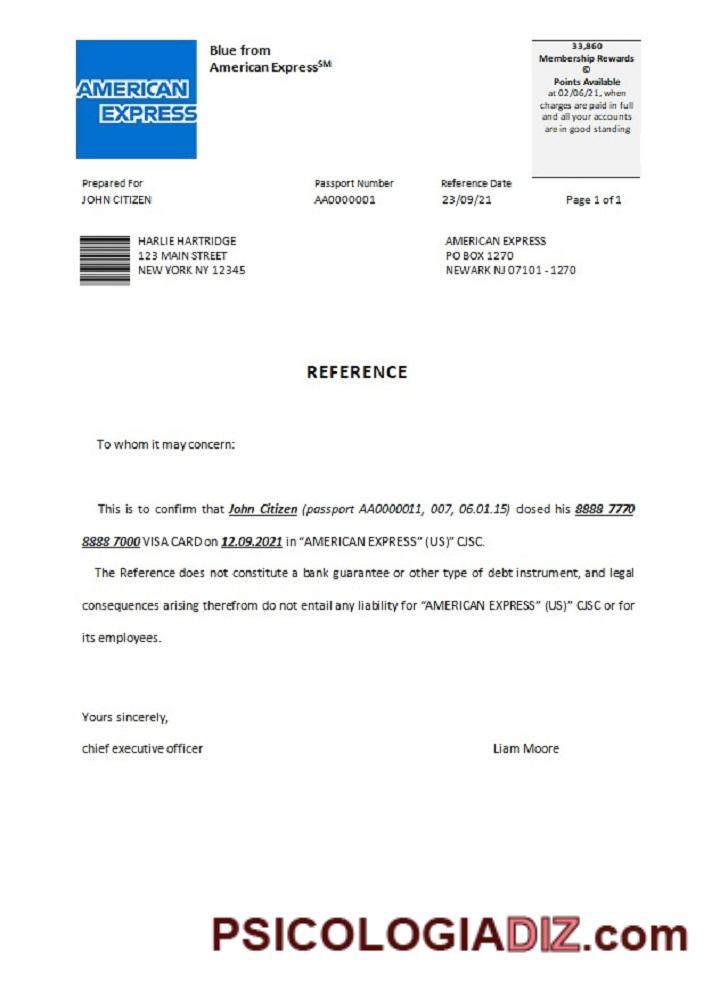 AMERICAN
EXPRESS
Blue from
American Express℠
33,860
Membership Rewards
©
Points Available
at 02/06/21, when
charges are paid in full
and all your accounts
are in good standing
Prepared For
JOHN CITIZEN
Passport Number
AA0000001
Reference Date
23/09/21
Page 1 of 1
HARLIE HARTRIDGE
123 MAIN STREET
NEW YORK NY 12345
AMERICAN EXPRESS
PO BOX 1270
NEWARK NJ 07101 - 1270
REFERENCE
To whom it may concern:
This is to confirm that John Citizen (passport AA0000011, 007, 06.01.15) closed his 8888 7770
8888 7000 VISA CARD on 12.09.2021 in “AMERICAN EXPRESS” (US)” CJSC.
The Reference does not constitute a bank guarantee or other type of debt instrument, and legal
consequences arising therefrom do not entail any liability for “AMERICAN EXPRESS” (US)” CJSC or for
its employees.
Yours sincerely,
chief executive officer
Liam Moore
PSICOLOGIADIZ.com